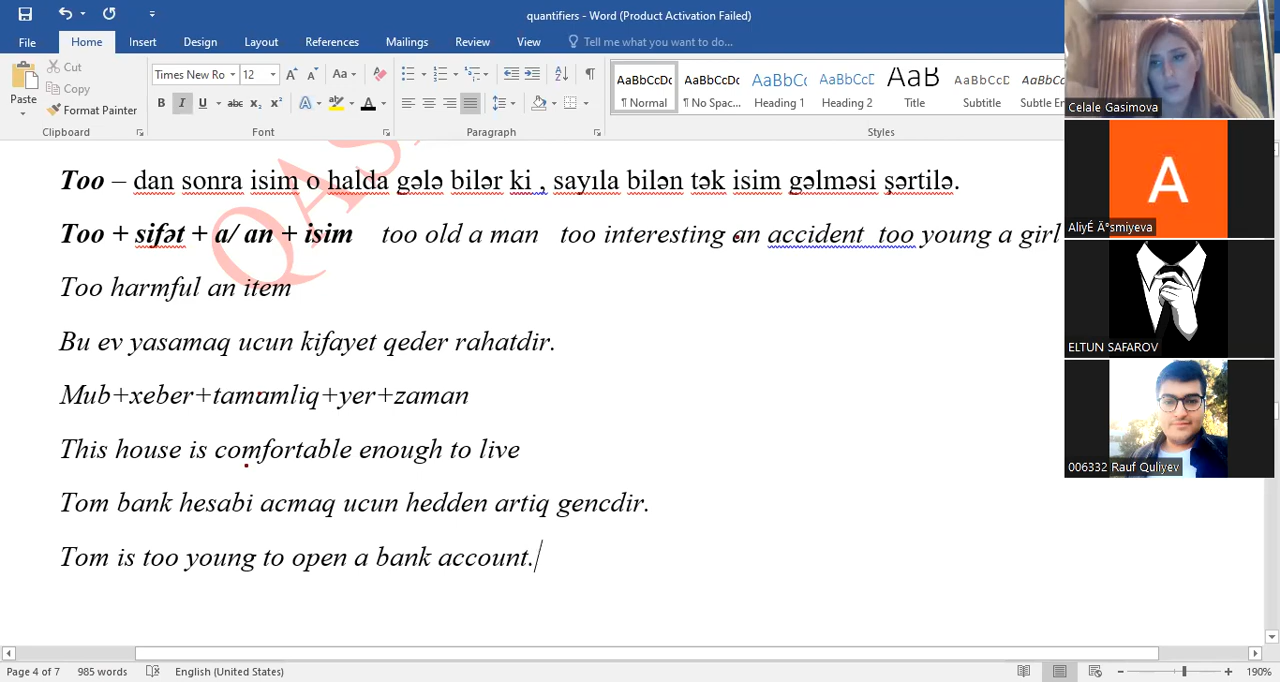 quantifiers - Word (Product Activation Failed)
File Home Insert Design Layout References Mailings Review View Tell me what you want to do...
Paste
Cut
Copy
Format Painter
Clipboard
Times New Ro 12
Font
Paragraph
AaBbCcDc AaBbCcDc AaBbC AaBbCcD AaB AaBbCcD AaBbCcD
¶ Normal ¶ No Spac... Heading 1 Heading 2 Title Subtitle Subtle Em
Styles
Too – dan sonra isim o halda gələ bilər ki , sayıla bilən tək isim gəlməsi şərtilə.
Too + sifət + a/ an + isim too old a man too interesting an accident too young a girl
Too harmful an item
Bu ev yasamaq ucun kifayet qeder rahatdir.
Mub+xeber+tamamliq+yer+zaman
This house is comfortable enough to live
Tom bank hesabi acmaq ucun hedden artiq gencdir.
Tom is too young to open a bank account.
Page 4 of 7 985 words English (United States) 190%
Celale Gasimova
A
AliyÉ Ä°smiyeva
ELTUN SAFAROV
006332 Rauf Quliyev